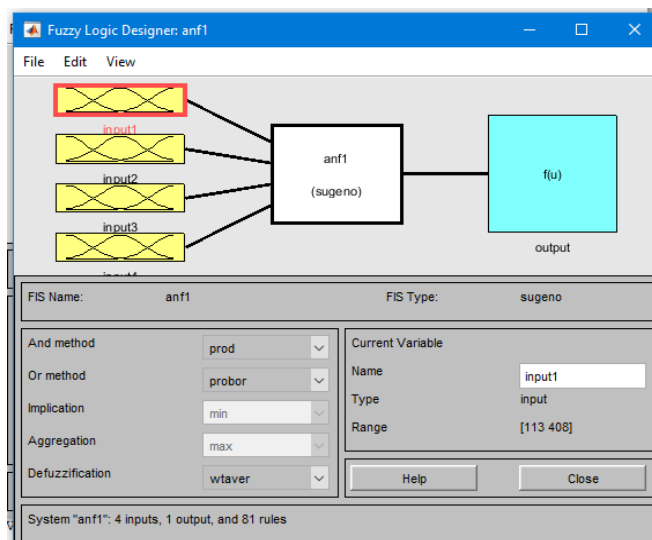 Fuzzy Logic Designer: anf1
File Edit View
input1
input2
input3
anf1
(sugeno)
f(u)
output
FIS Name: anf1 FIS Type: sugeno
And method prod
Or method probor
Implication min
Aggregation max
Defuzzification wtaver
Current Variable
Name input1
Type input
Range [113 408]
Help Close
System "anf1": 4 inputs, 1 output, and 81 rules